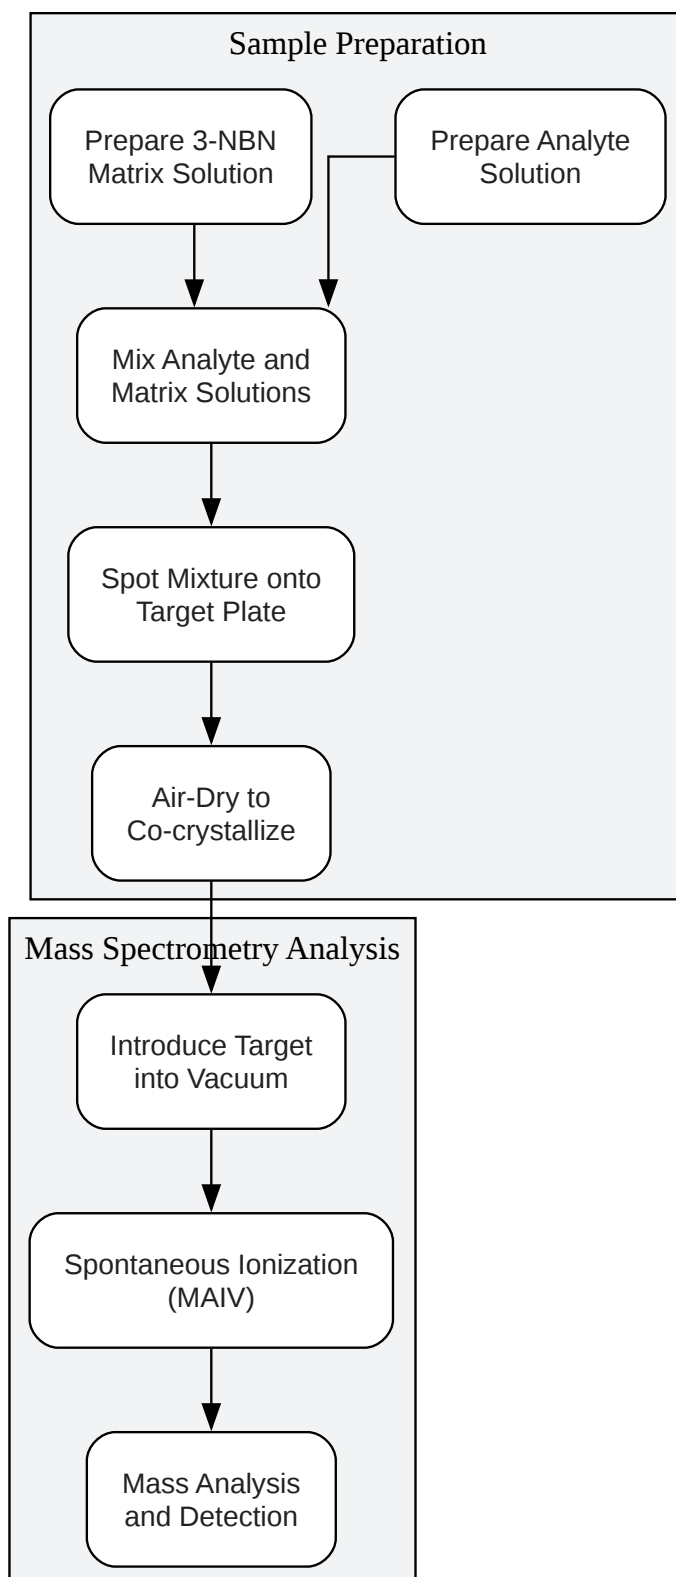 Sample Preparation
Prepare 3-NBN
Matrix Solution
Prepare Analyte
Solution
Mix Analyte and
Matrix Solutions
Spot Mixture onto
Target Plate
Air-Dry to
Co-crystallize
Mass Spectrometry Analysis
Introduce Target
into Vacuum
Spontaneous Ionization
(MAIV)
Mass Analysis
and Detection